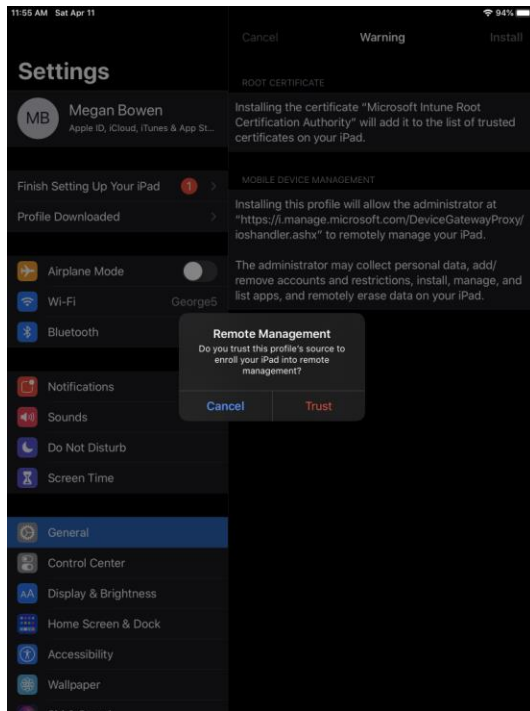 11:55 AM Sat Apr 11
94%
Settings
MB
Megan Bowen
Apple ID, iCloud, iTunes & App St...
Finish Setting Up Your iPad 1
Profile Downloaded
Airplane Mode
Wi-Fi George5
Bluetooth
Notifications
Sounds
Do Not Disturb
Screen Time
General
Control Center
AA Display & Brightness
Home Screen & Dock
Accessibility
Wallpaper
Cancel Warning Install
ROOT CERTIFICATE
Installing the certificate “Microsoft Intune Root
Certification Authority” will add it to the list of trusted
certificates on your iPad.
MOBILE DEVICE MANAGEMENT
Installing this profile will allow the administrator at
“https://i.manage.microsoft.com/DeviceGatewayProxy/
ioshandler.ashx” to remotely manage your iPad.
The administrator may collect personal data, add/
remove accounts and restrictions, install, manage, and
list apps, and remotely erase data on your iPad.
Remote Management
Do you trust this profile's source to
enroll your iPad into remote
management?
Cancel Trust